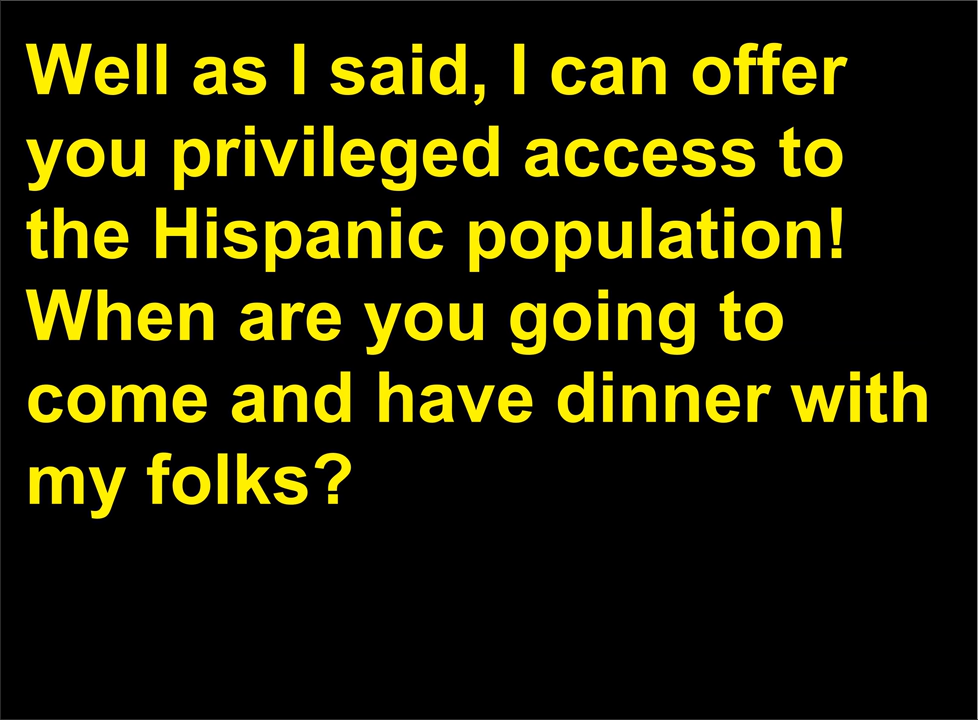 Well as I said, I can offer
you privileged access to
the Hispanic population!
When are you going to
come and have dinner with
my folks?